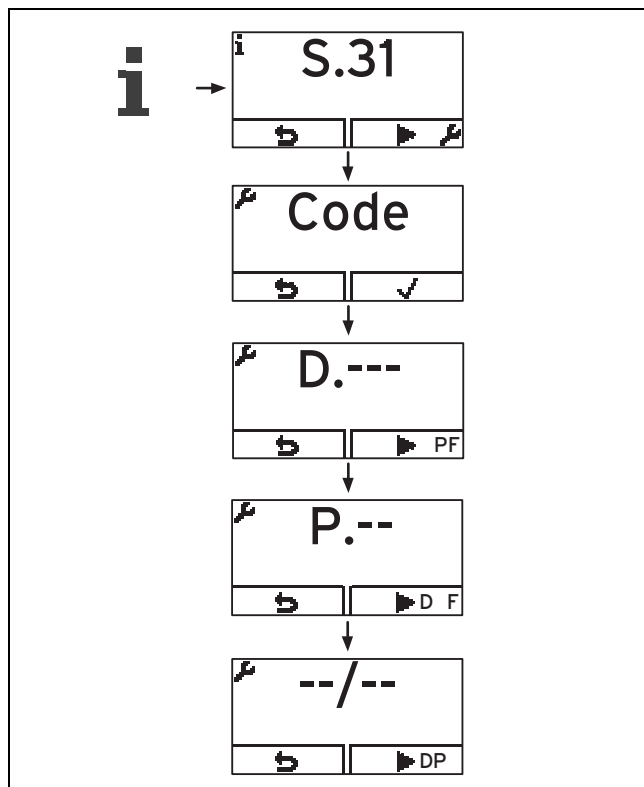 i
i
S.31
Code
D.---
PF
P.--
D F
--/--
DP